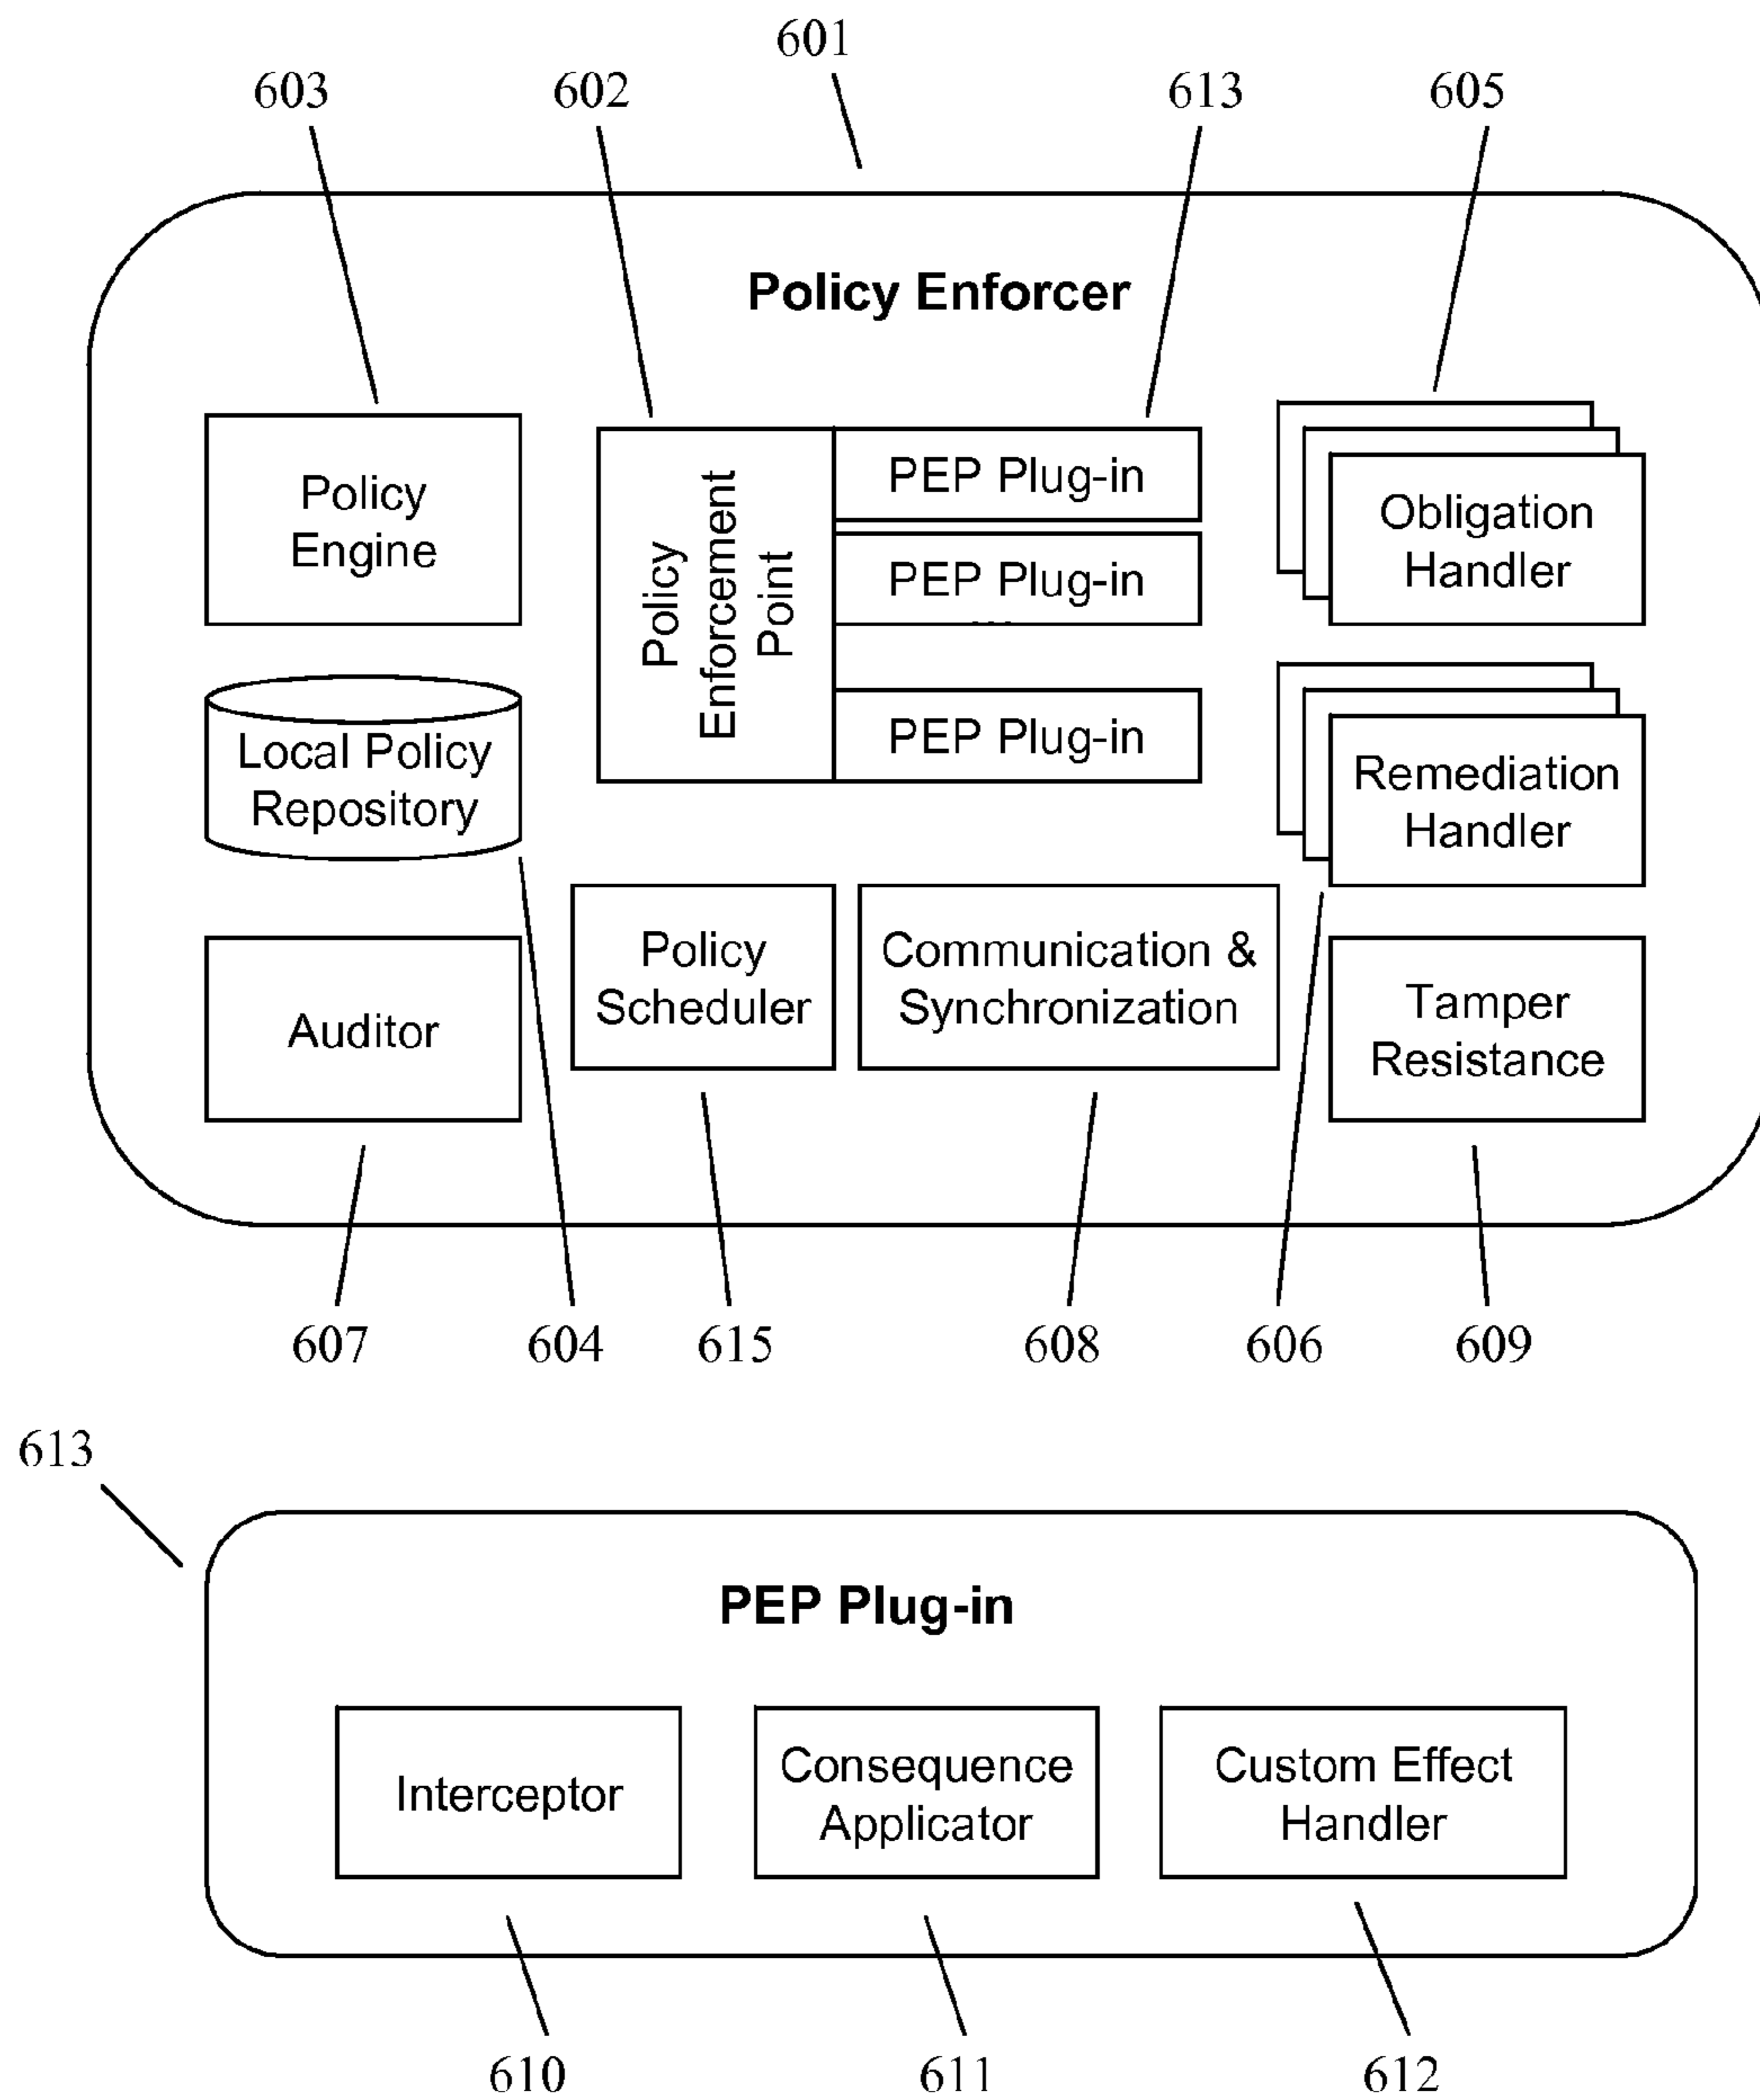 601
603
602
613
605
Policy Enforcer
Policy
Engine
Policy
Enforcement
Point
PEP Plug-in
PEP Plug-in
...
PEP Plug-in
Obligation
Handler
Local Policy
Repository
Remediation
Handler
Auditor
Policy
Scheduler
Communication &
Synchronization
Tamper
Resistance
607
604
615
608
606
609
613
PEP Plug-in
Interceptor
Consequence
Applicator
Custom Effect
Handler
610
611
612